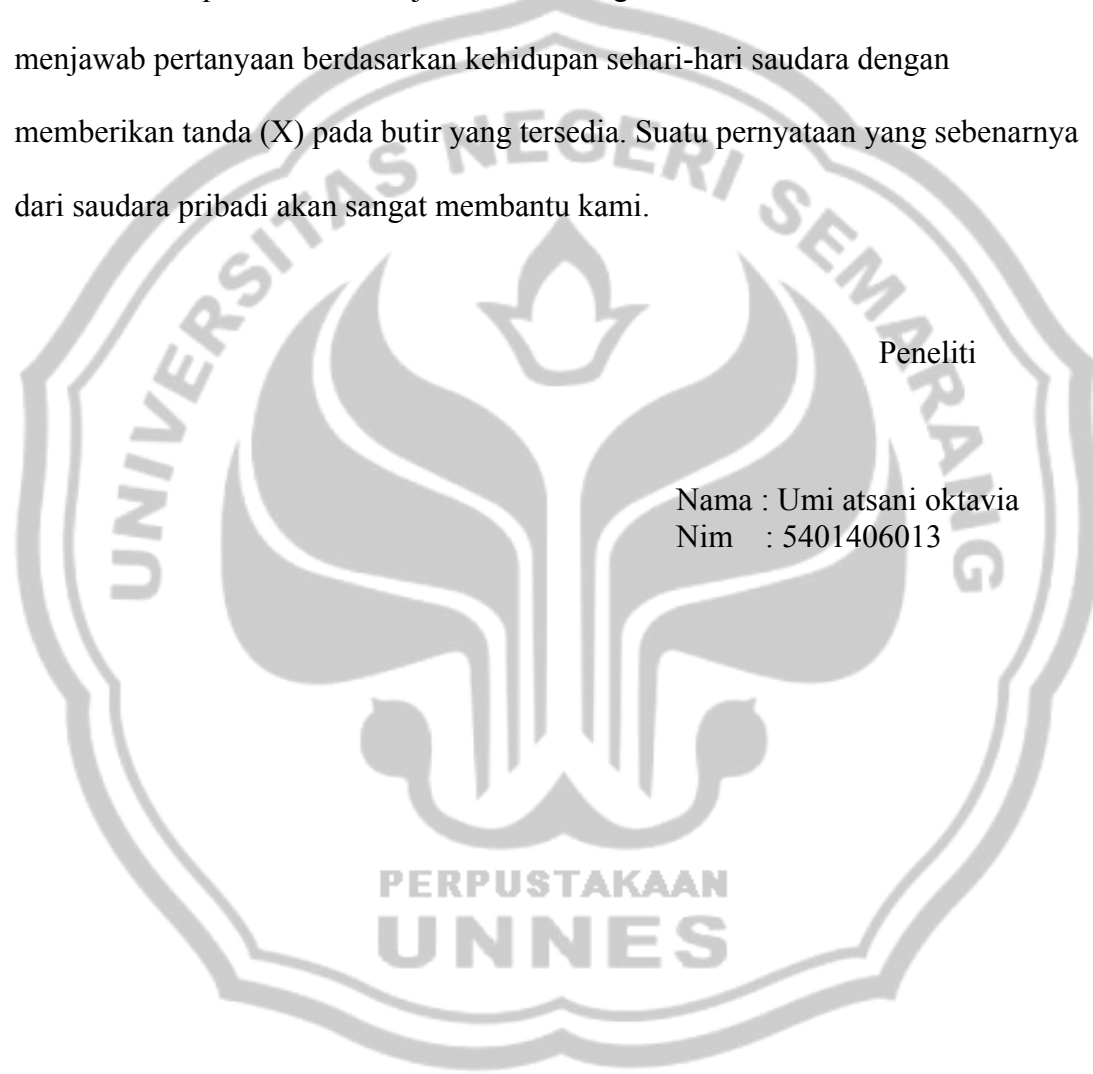 menjawab pertanyaan berdasarkan kehidupan sehari-hari saudara dengan
memberikan tanda (X) pada butir yang tersedia. Suatu pernyataan yang sebenarnya
dari saudara pribadi akan sangat membantu kami.
Peneliti
Nama : Umi atsani oktavia
Nim : 5401406013
UNIVERSITAS NEGERI SEMARANG
PERPUSTAKAAN
UNNES